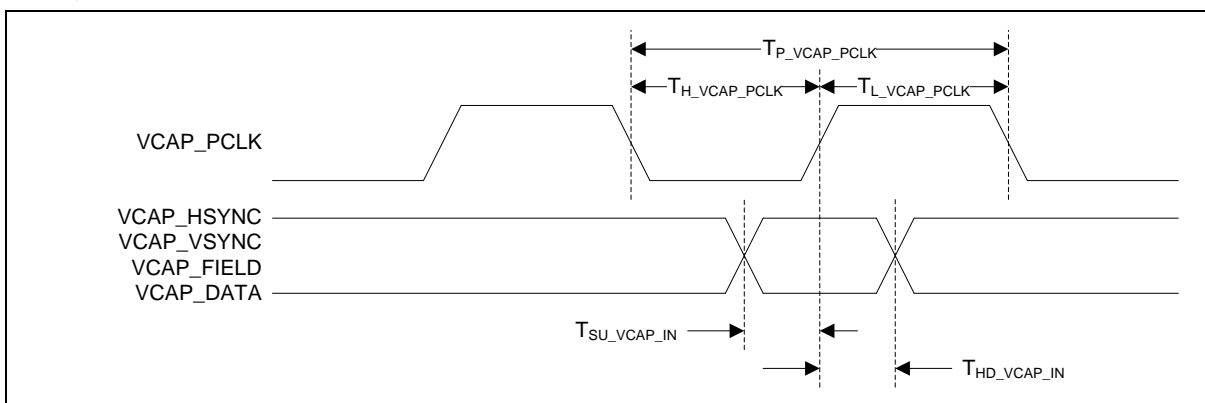 T_P_VCAP_PCLK
T_H_VCAP_PCLK T_L_VCAP_PCLK
VCAP_PCLK
VCAP_HSYNC
VCAP_VSYNC
VCAP_FIELD
VCAP_DATA
T_SU_VCAP_IN
T_HD_VCAP_IN